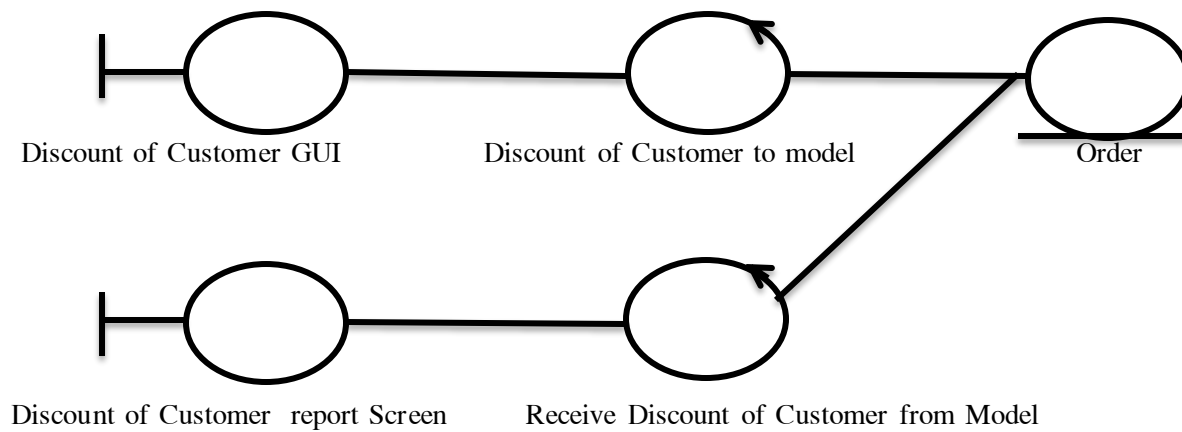 Discount of Customer GUI
Discount of Customer to model
Order
Discount of Customer report Screen
Receive Discount of Customer from Model